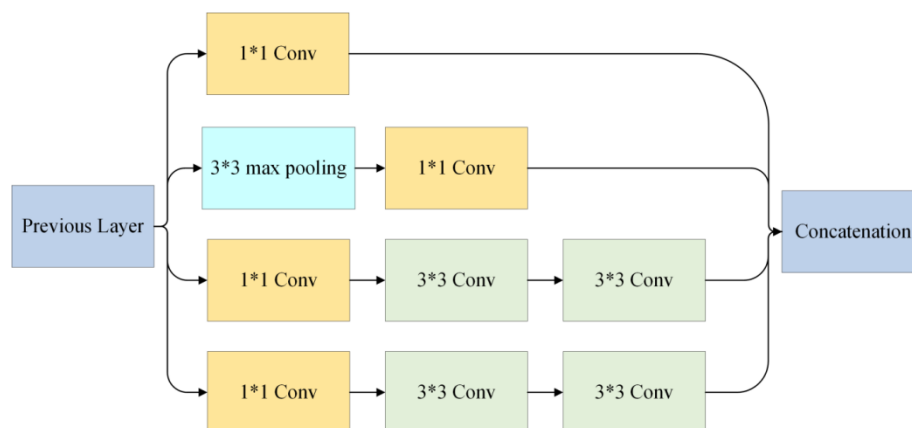 1*1 Conv
3*3 max pooling
1*1 Conv
Previous Layer
Concatenation
1*1 Conv
3*3 Conv
3*3 Conv
1*1 Conv
3*3 Conv
3*3 Conv